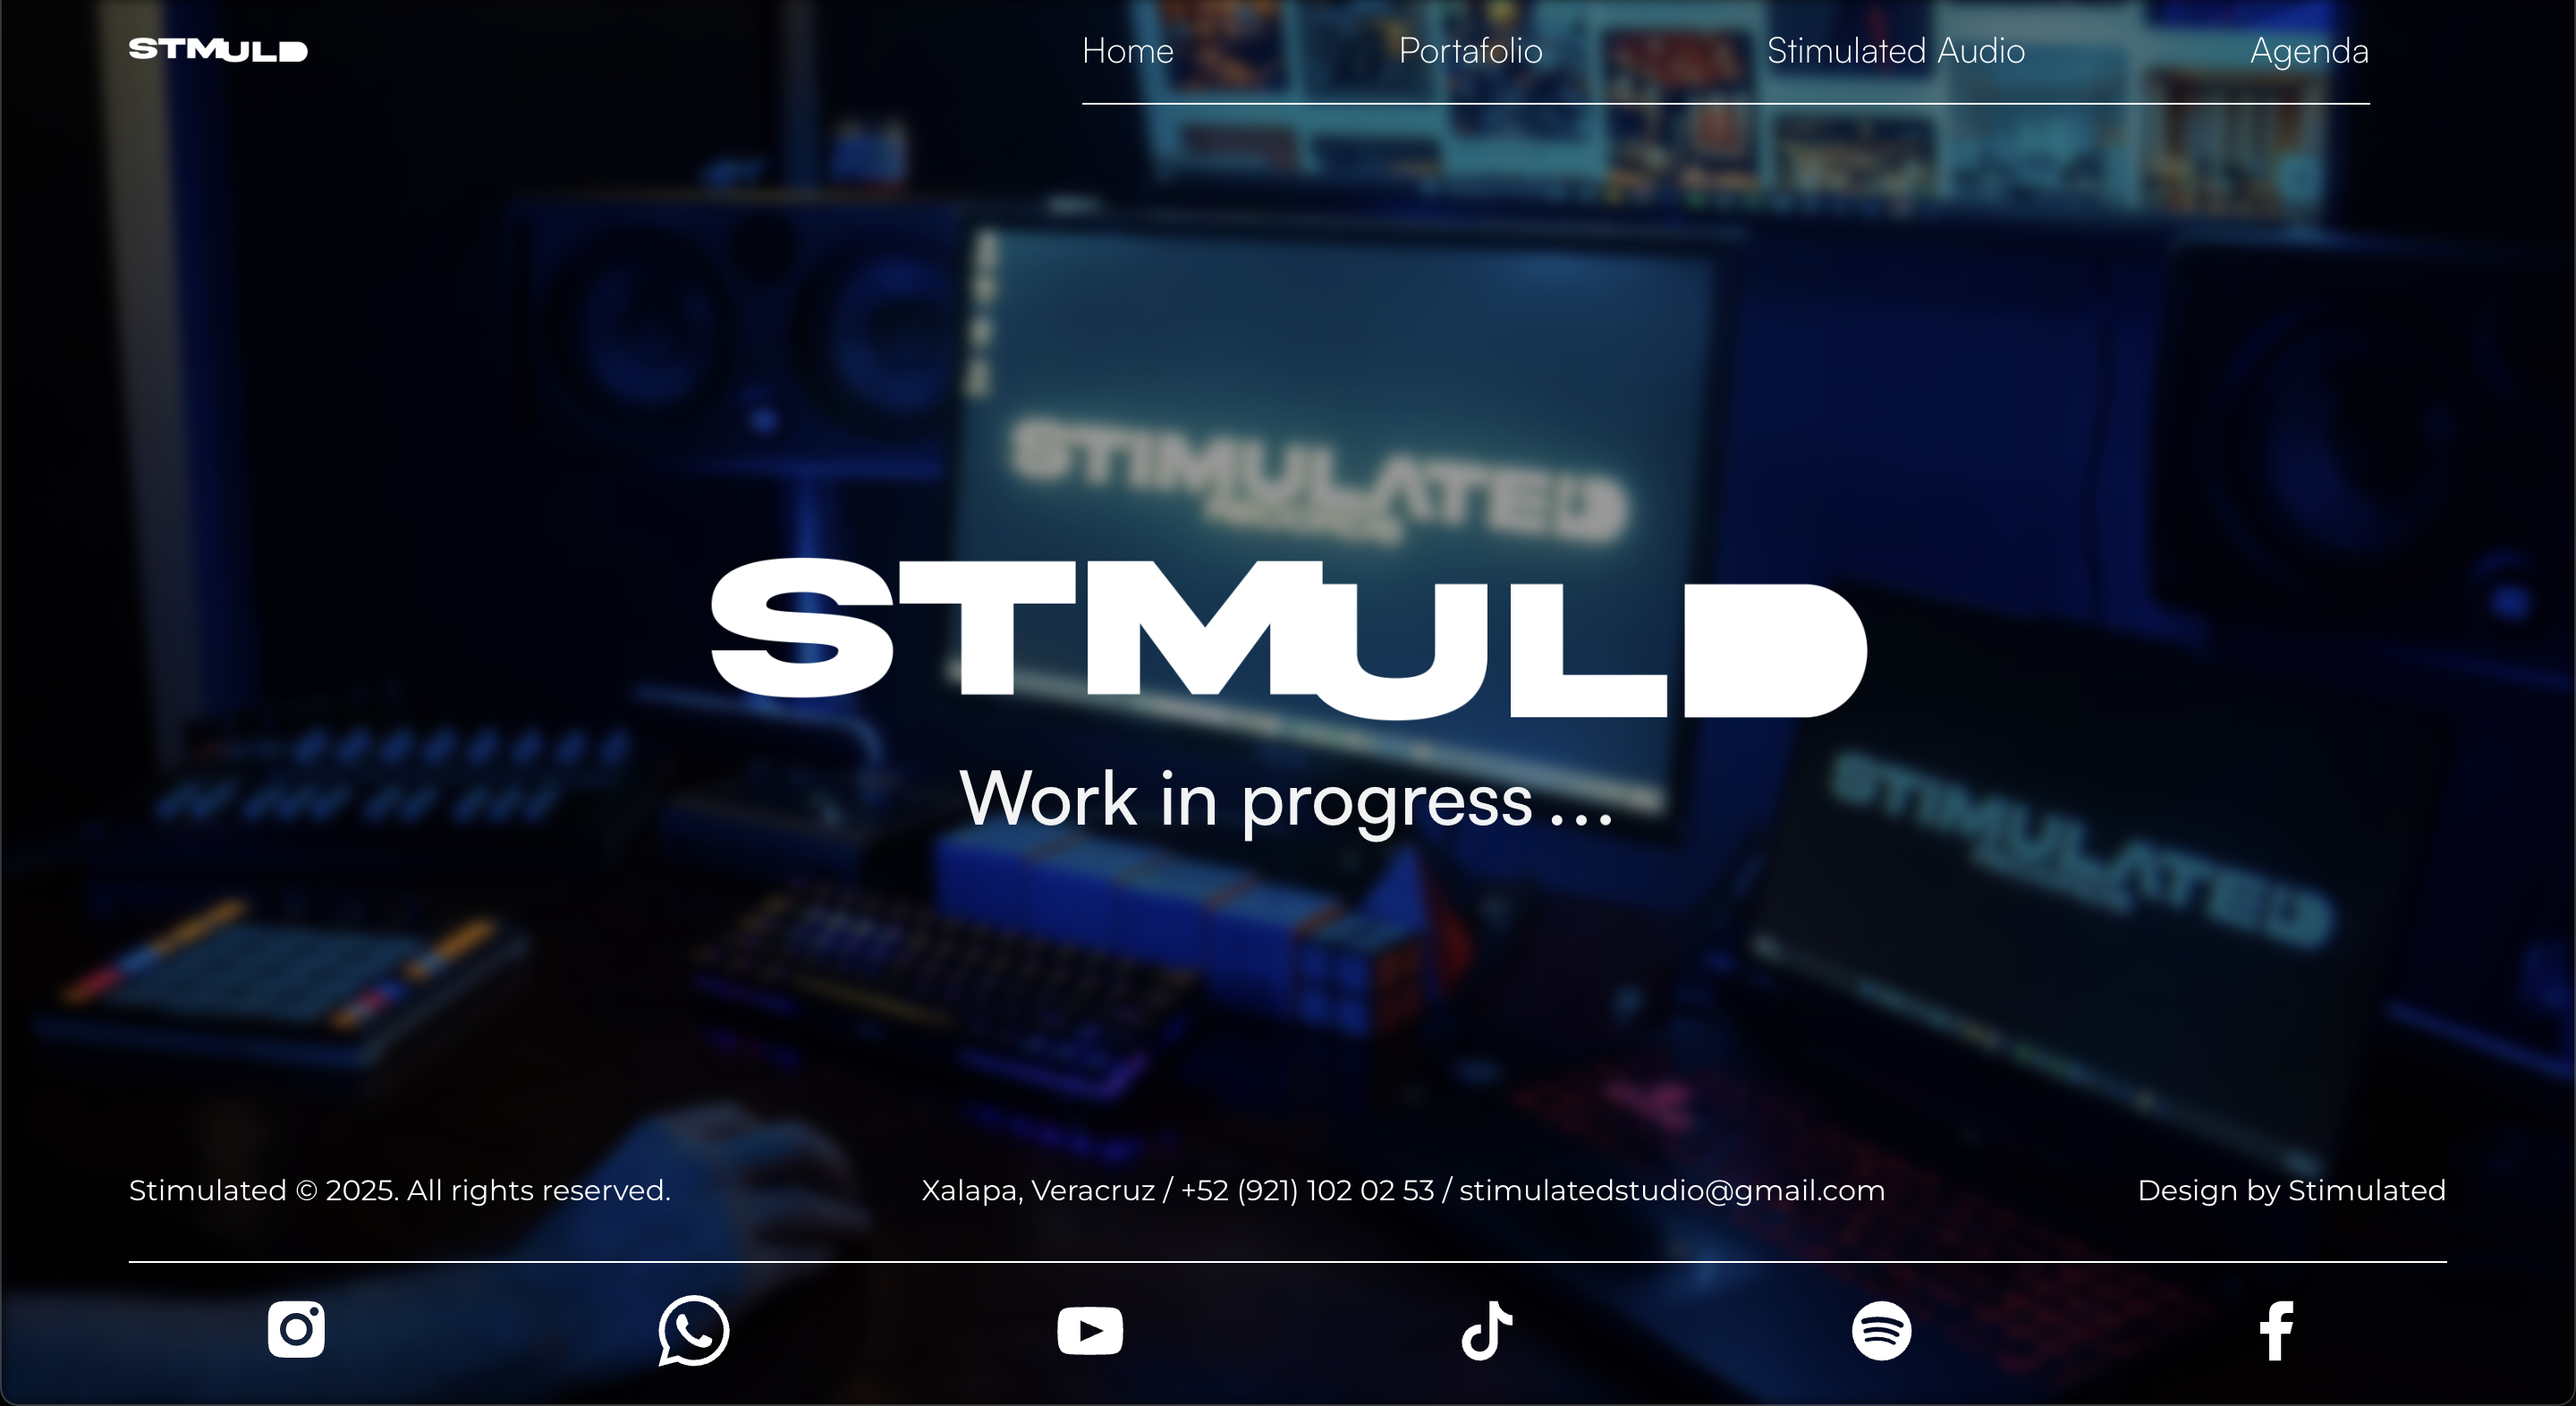 STMULD
Home Portafolio Stimulated Audio Agenda
STIMULATED
RECORDS
STMULD
Work in progress ...
STIMULATED
Stimulated © 2025. All rights reserved. Xalapa, Veracruz / +52 (921) 102 02 53 / stimulatedstudio@gmail.com Design by Stimulated